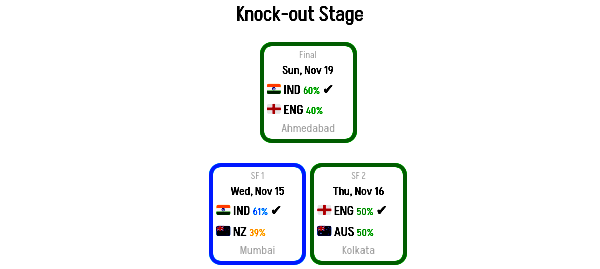 Knock-out Stage
Final
Sun, Nov 19
IND 60% ✔
ENG 40%
Ahmedabad
SF 1
Wed, Nov 15
IND 61% ✔
NZ 39%
Mumbai
SF 2
Thu, Nov 16
ENG 50% ✔
AUS 50%
Kolkata